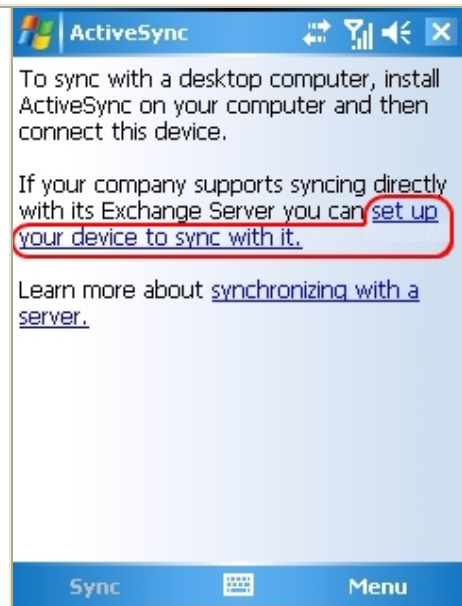 ActiveSync
To sync with a desktop computer, install
ActiveSync on your computer and then
connect this device.
If your company supports syncing directly
with its Exchange Server you can set up
your device to sync with it.
Learn more about synchronizing with a
server.
Sync Menu